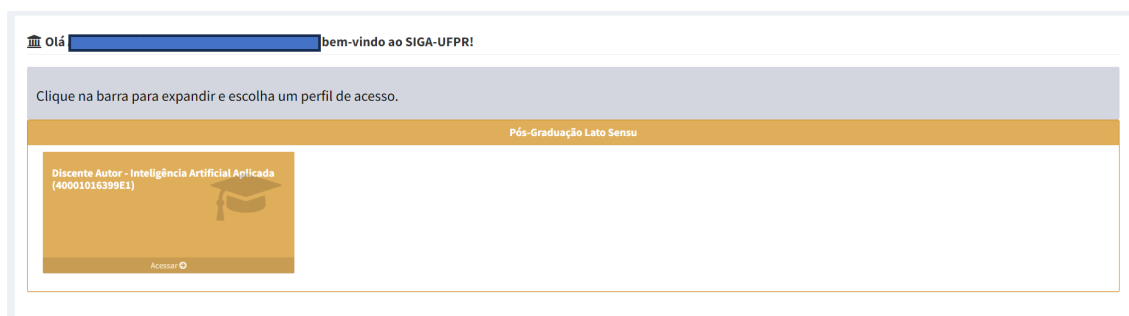 Olá bem-vindo ao SIGA-UFPR!
Clique na barra para expandir e escolha um perfil de acesso.
Pós-Graduação Lato Sensu
Discente Autor - Inteligência Artificial Aplicada
(40001016399E1)
Acessar